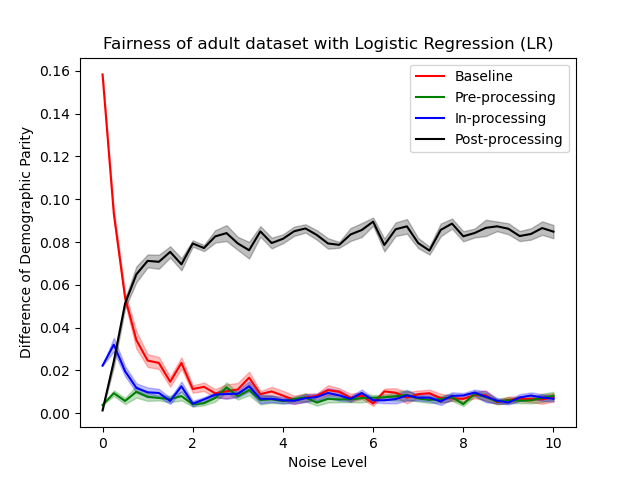 Fairness of adult dataset with Logistic Regression (LR)
Difference of Demographic Parity
0.16
0.14
0.12
0.10
0.08
0.06
0.04
0.02
0.00
Baseline
Pre-processing
In-processing
Post-processing
0 2 4 6 8 10
Noise Level